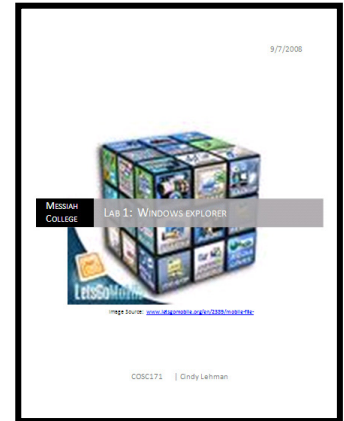 9/7/2008
MESSIAH COLLEGE
LAB 1: WINDOWS EXPLORER
LetsGoMobile
Image Source: www.letsgomobile.org/en/2389/mobile-file-
COSC171 | Cindy Lehman